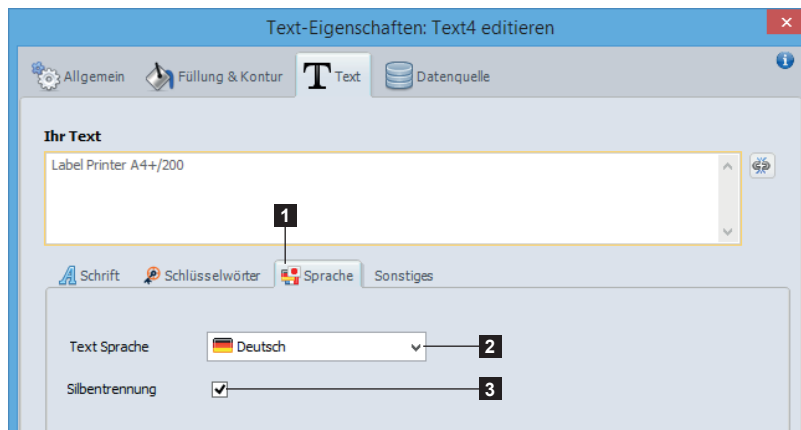 Text-Eigenschaften: Text4 editieren
Allgemein Füllung & Kontur Text Datenquelle
Ihr Text
Label Printer A4+/200
1
Schrift Schlüsselwörter Sprache Sonstiges
Text Sprache Deutsch 2
Silbentrennung 3